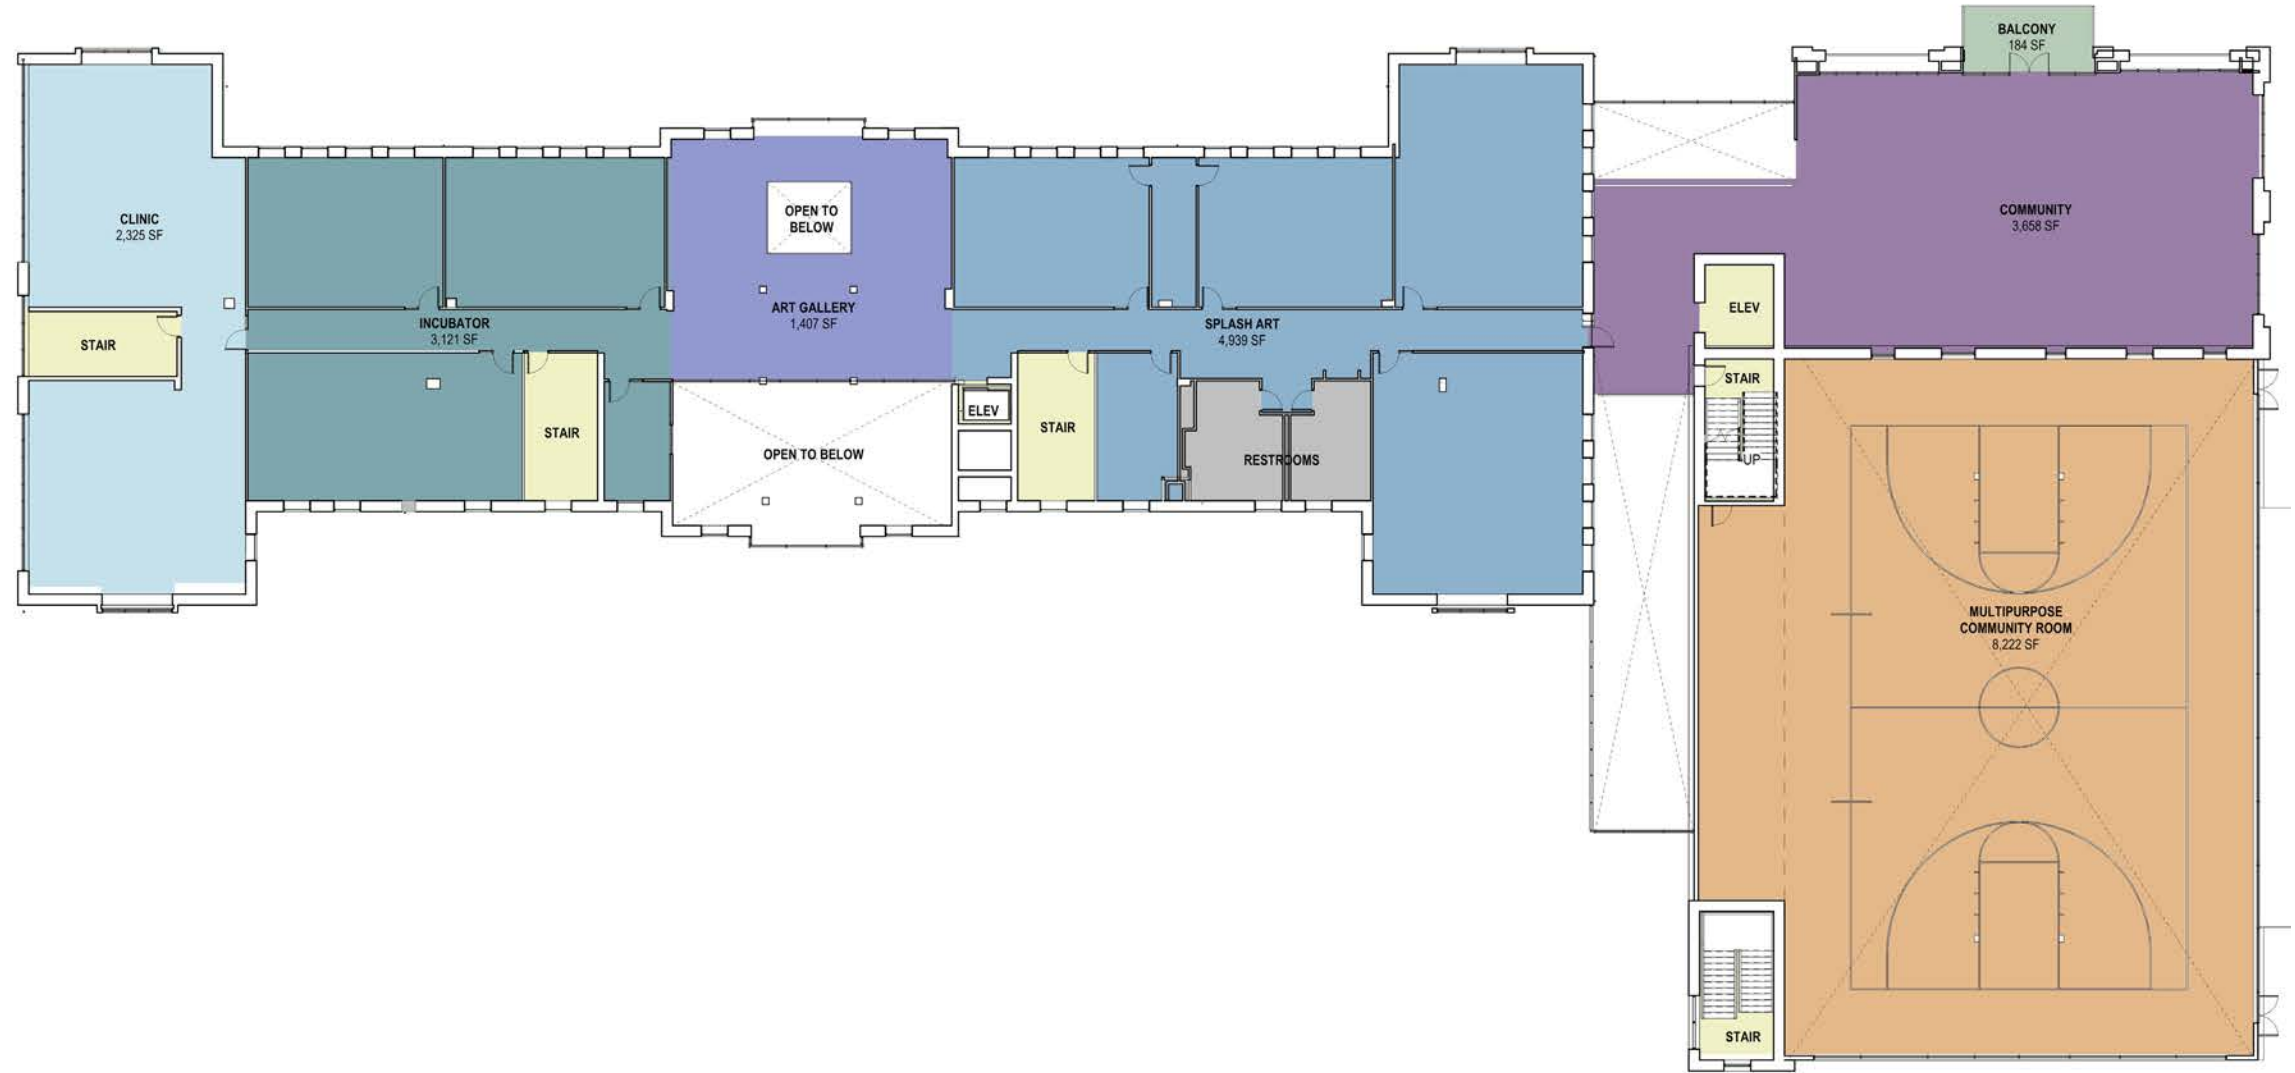 BALCONY
184 SF
CLINIC
2,325 SF
OPEN TO
BELOW
COMMUNITY
3,658 SF
ART GALLERY
1,407 SF
INCUBATOR
3,121 SF
SPLASH ART
4,939 SF
ELEV
STAIR
STAIR
ELEV
STAIR
STAIR
OPEN TO BELOW
RESTROOMS
UP
MULTIPURPOSE
COMMUNITY ROOM
8,222 SF
STAIR